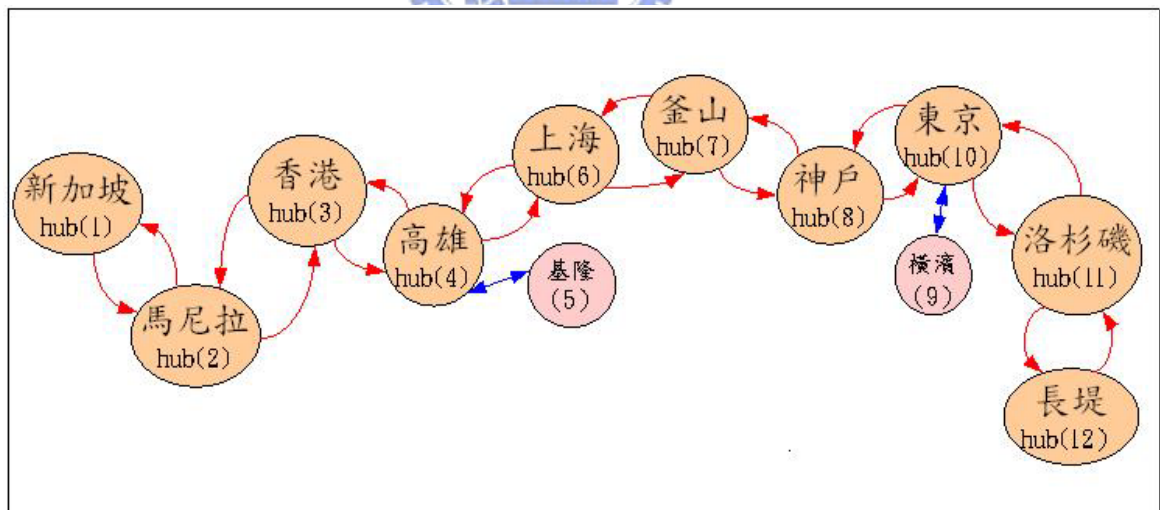 新加坡
hub(1)
馬尼拉
hub(2)
香港
hub(3)
高雄
hub(4)
基隆
(5)
上海
hub(6)
釜山
hub(7)
神戶
hub(8)
橫濱
(9)
東京
hub(10)
洛杉磯
hub(11)
長堤
hub(12)